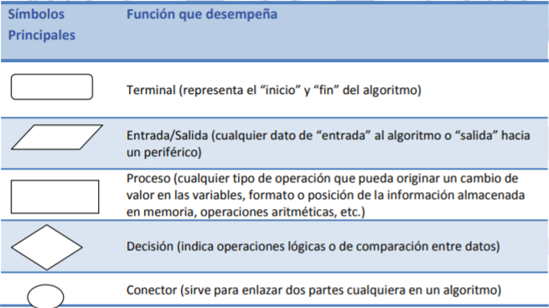 Símbolos Principales
Función que desempeña
Terminal (representa el “inicio” y “fin” del algoritmo)
Entrada/Salida (cualquier dato de “entrada” al algoritmo o “salida” hacia
un periférico)
Proceso (cualquier tipo de operación que pueda originar un cambio de
valor en las variables, formato o posición de la información almacenada
en memoria, operaciones aritméticas, etc.)
Decisión (indica operaciones lógicas o de comparación entre datos)
Conector (sirve para enlazar dos partes cualquiera en un algoritmo)